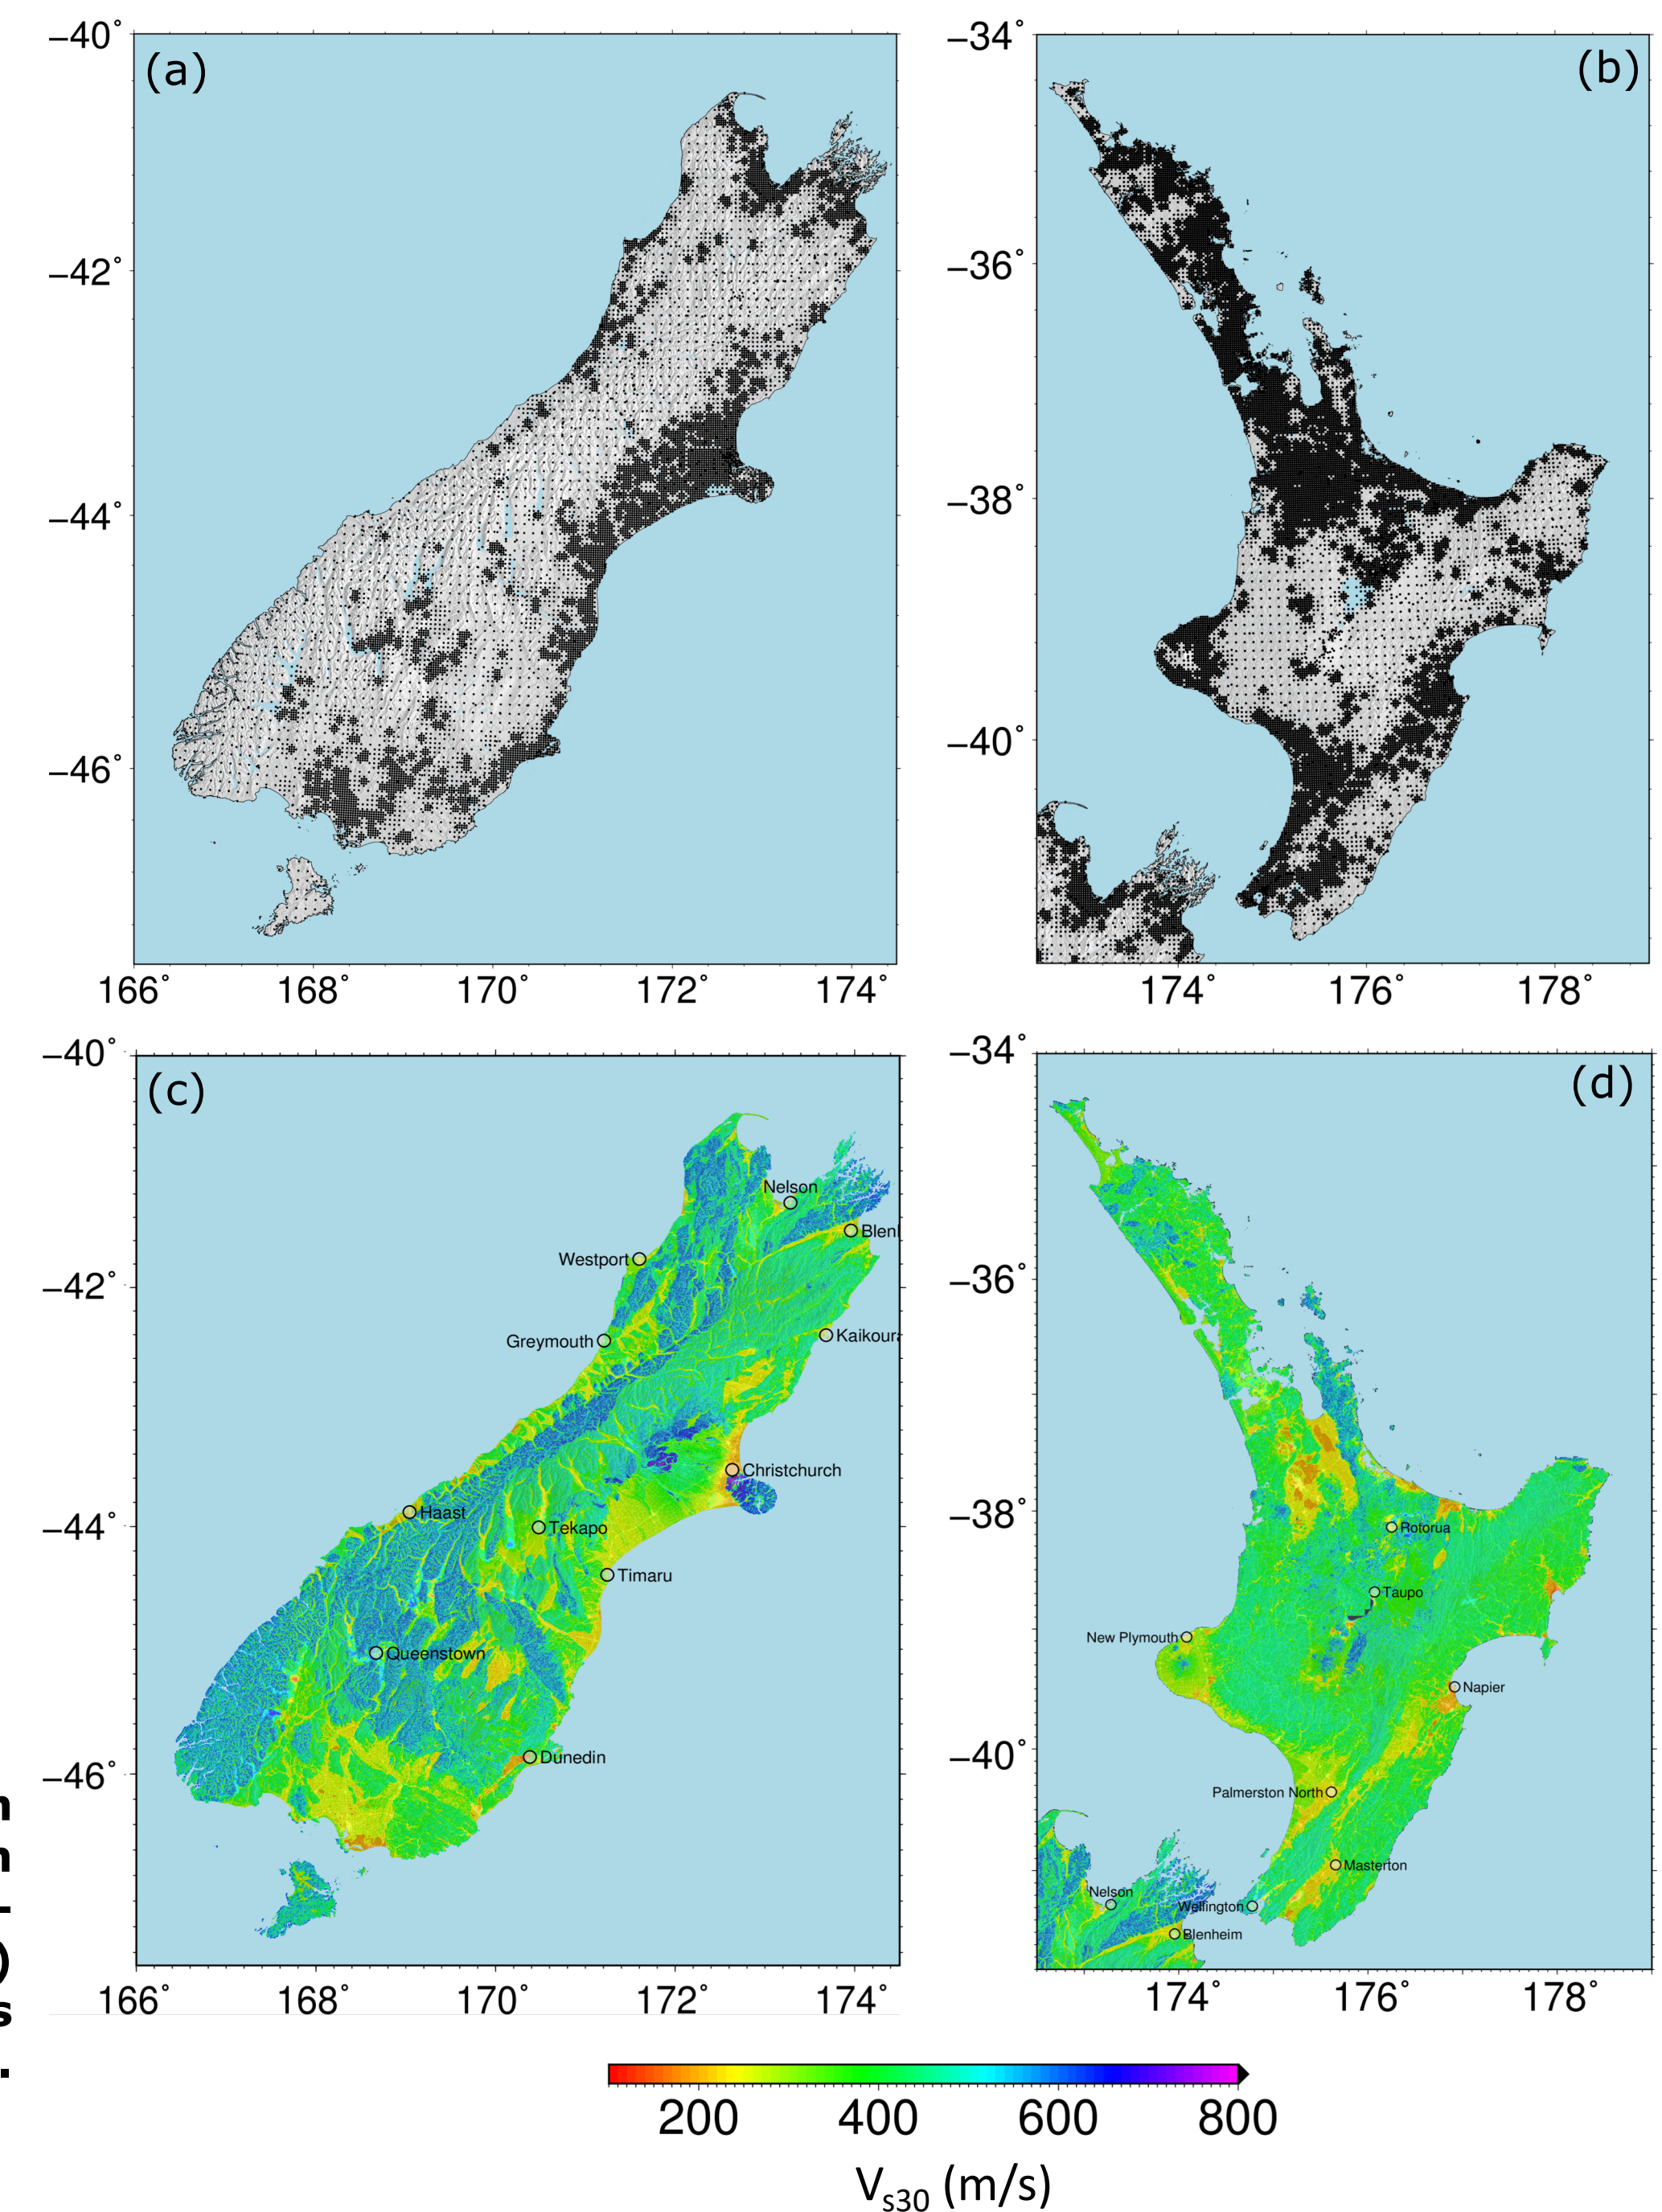 (a)
−40°
−42°
−44°
−46°
166° 168° 170° 172° 174°
(b)
−34°
−36°
−38°
−40°
174° 176° 178°
(c)
−40°
−42°
−44°
−46°
Nelson
Blenl
Westport
Greymouth
Kaikoura
Christchurch
Haast
Tekapo
Timaru
Queenstown
Dunedin
166° 168° 170° 172° 174°
(d)
−34°
−36°
−38°
−40°
Rotorua
Taupo
New Plymouth
Napier
Palmerston North
Masterton
Nelson
Wellington
Blenheim
174° 176° 178°
n
n
)
s
.
200 400 600 800
Vs30 (m/s)